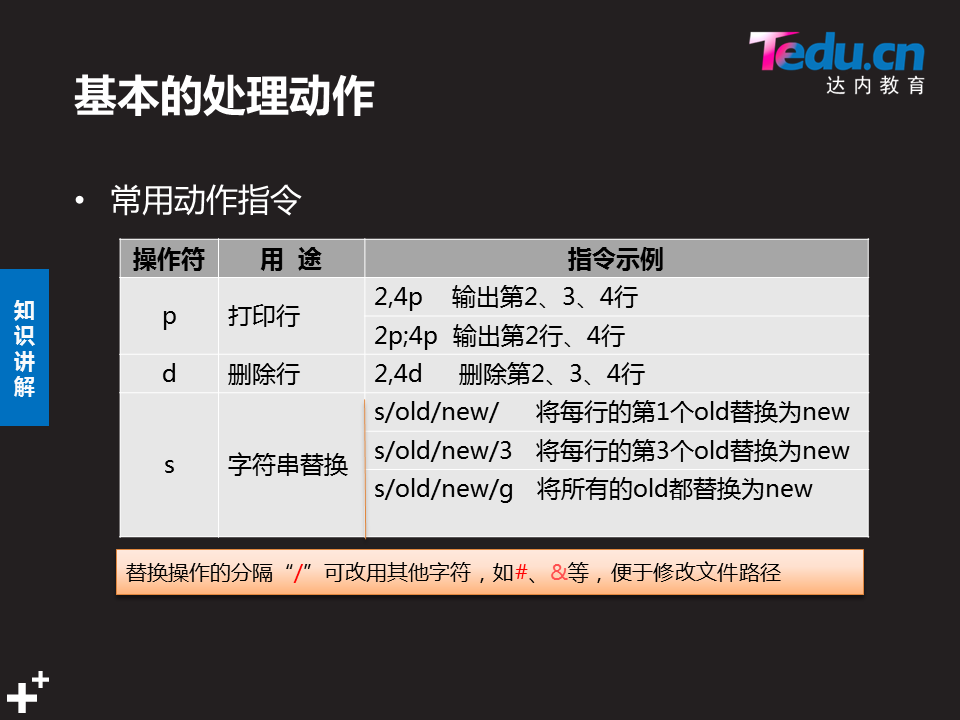 Tedu.cn
达内教育
基本的处理动作
• 常用动作指令
操作符 用 途 指令示例
p 打印行 2,4p 输出第2、3、4行
2p;4p 输出第2行、4行
d 删除行 2,4d 删除第2、3、4行
s 字符串替换 s/old/new/ 将每行的第1个old替换为new
s/old/new/3 将每行的第3个old替换为new
s/old/new/g 将所有的old都替换为new
替换操作的分隔“/”可改用其他字符，如#、&等，便于修改文件路径
知识讲解